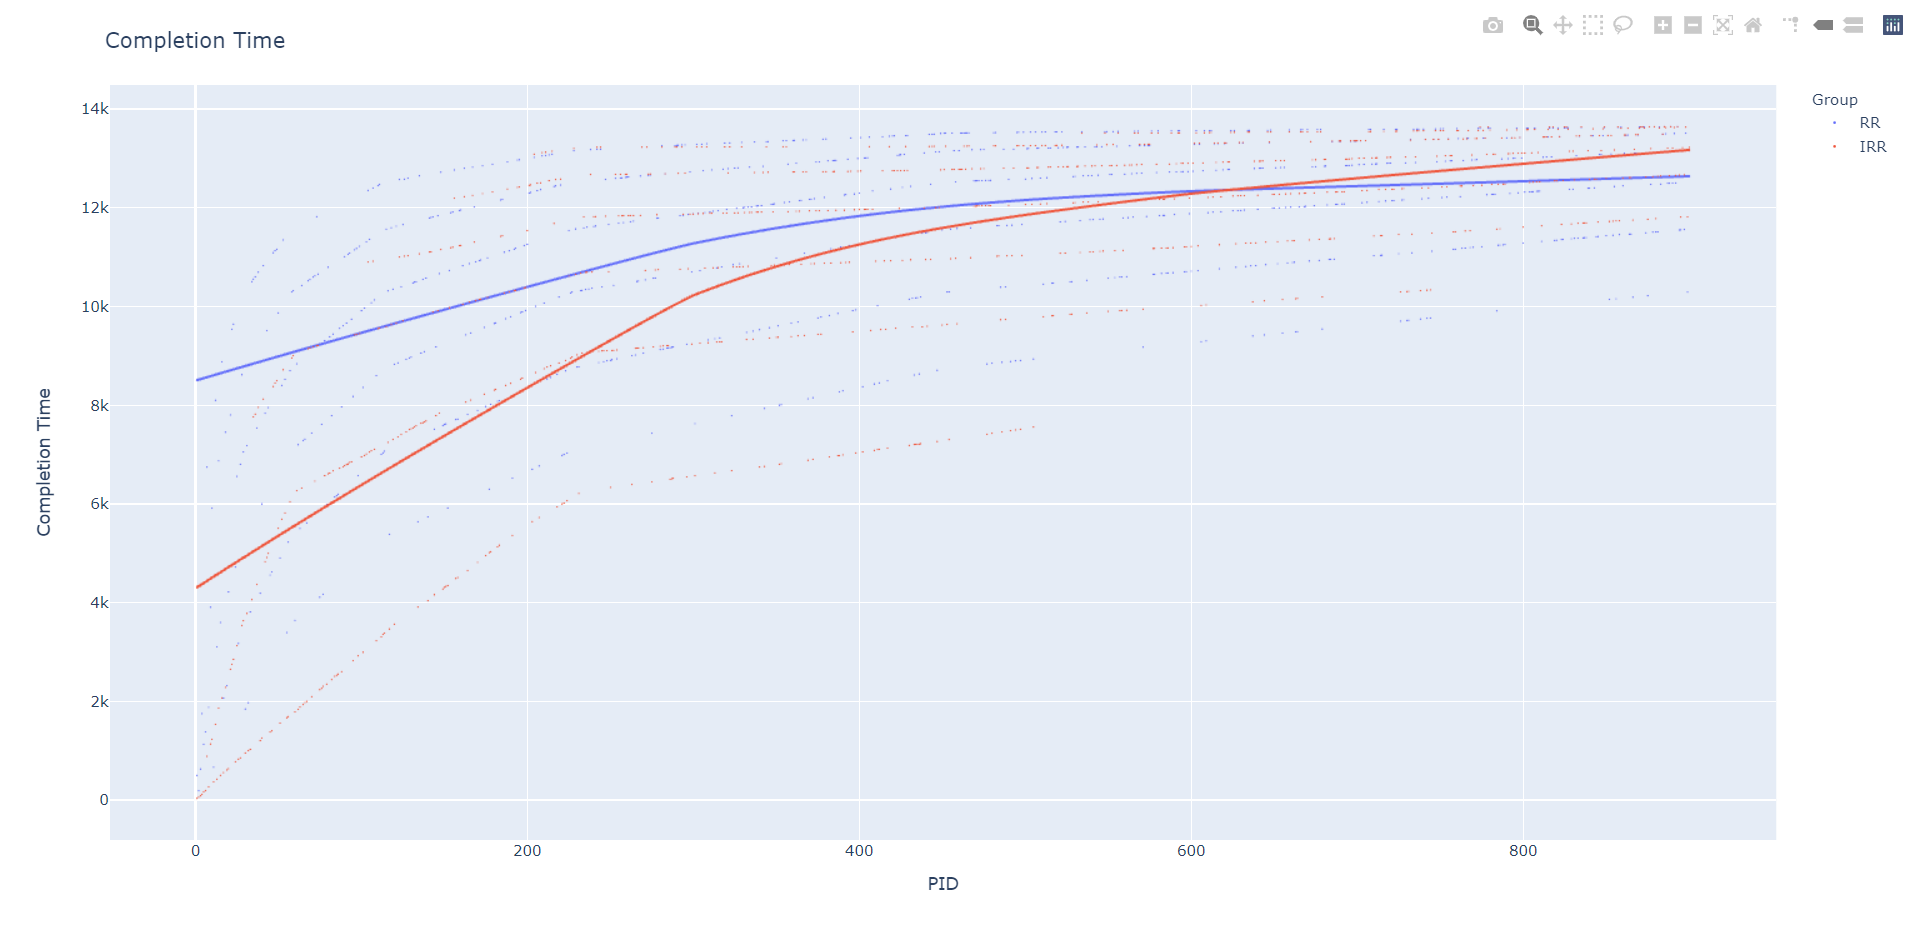 Completion Time
Group
RR
IRR
14k
12k
10k
8k
6k
4k
2k
0
Completion Time
0 200 400 600 800
PID